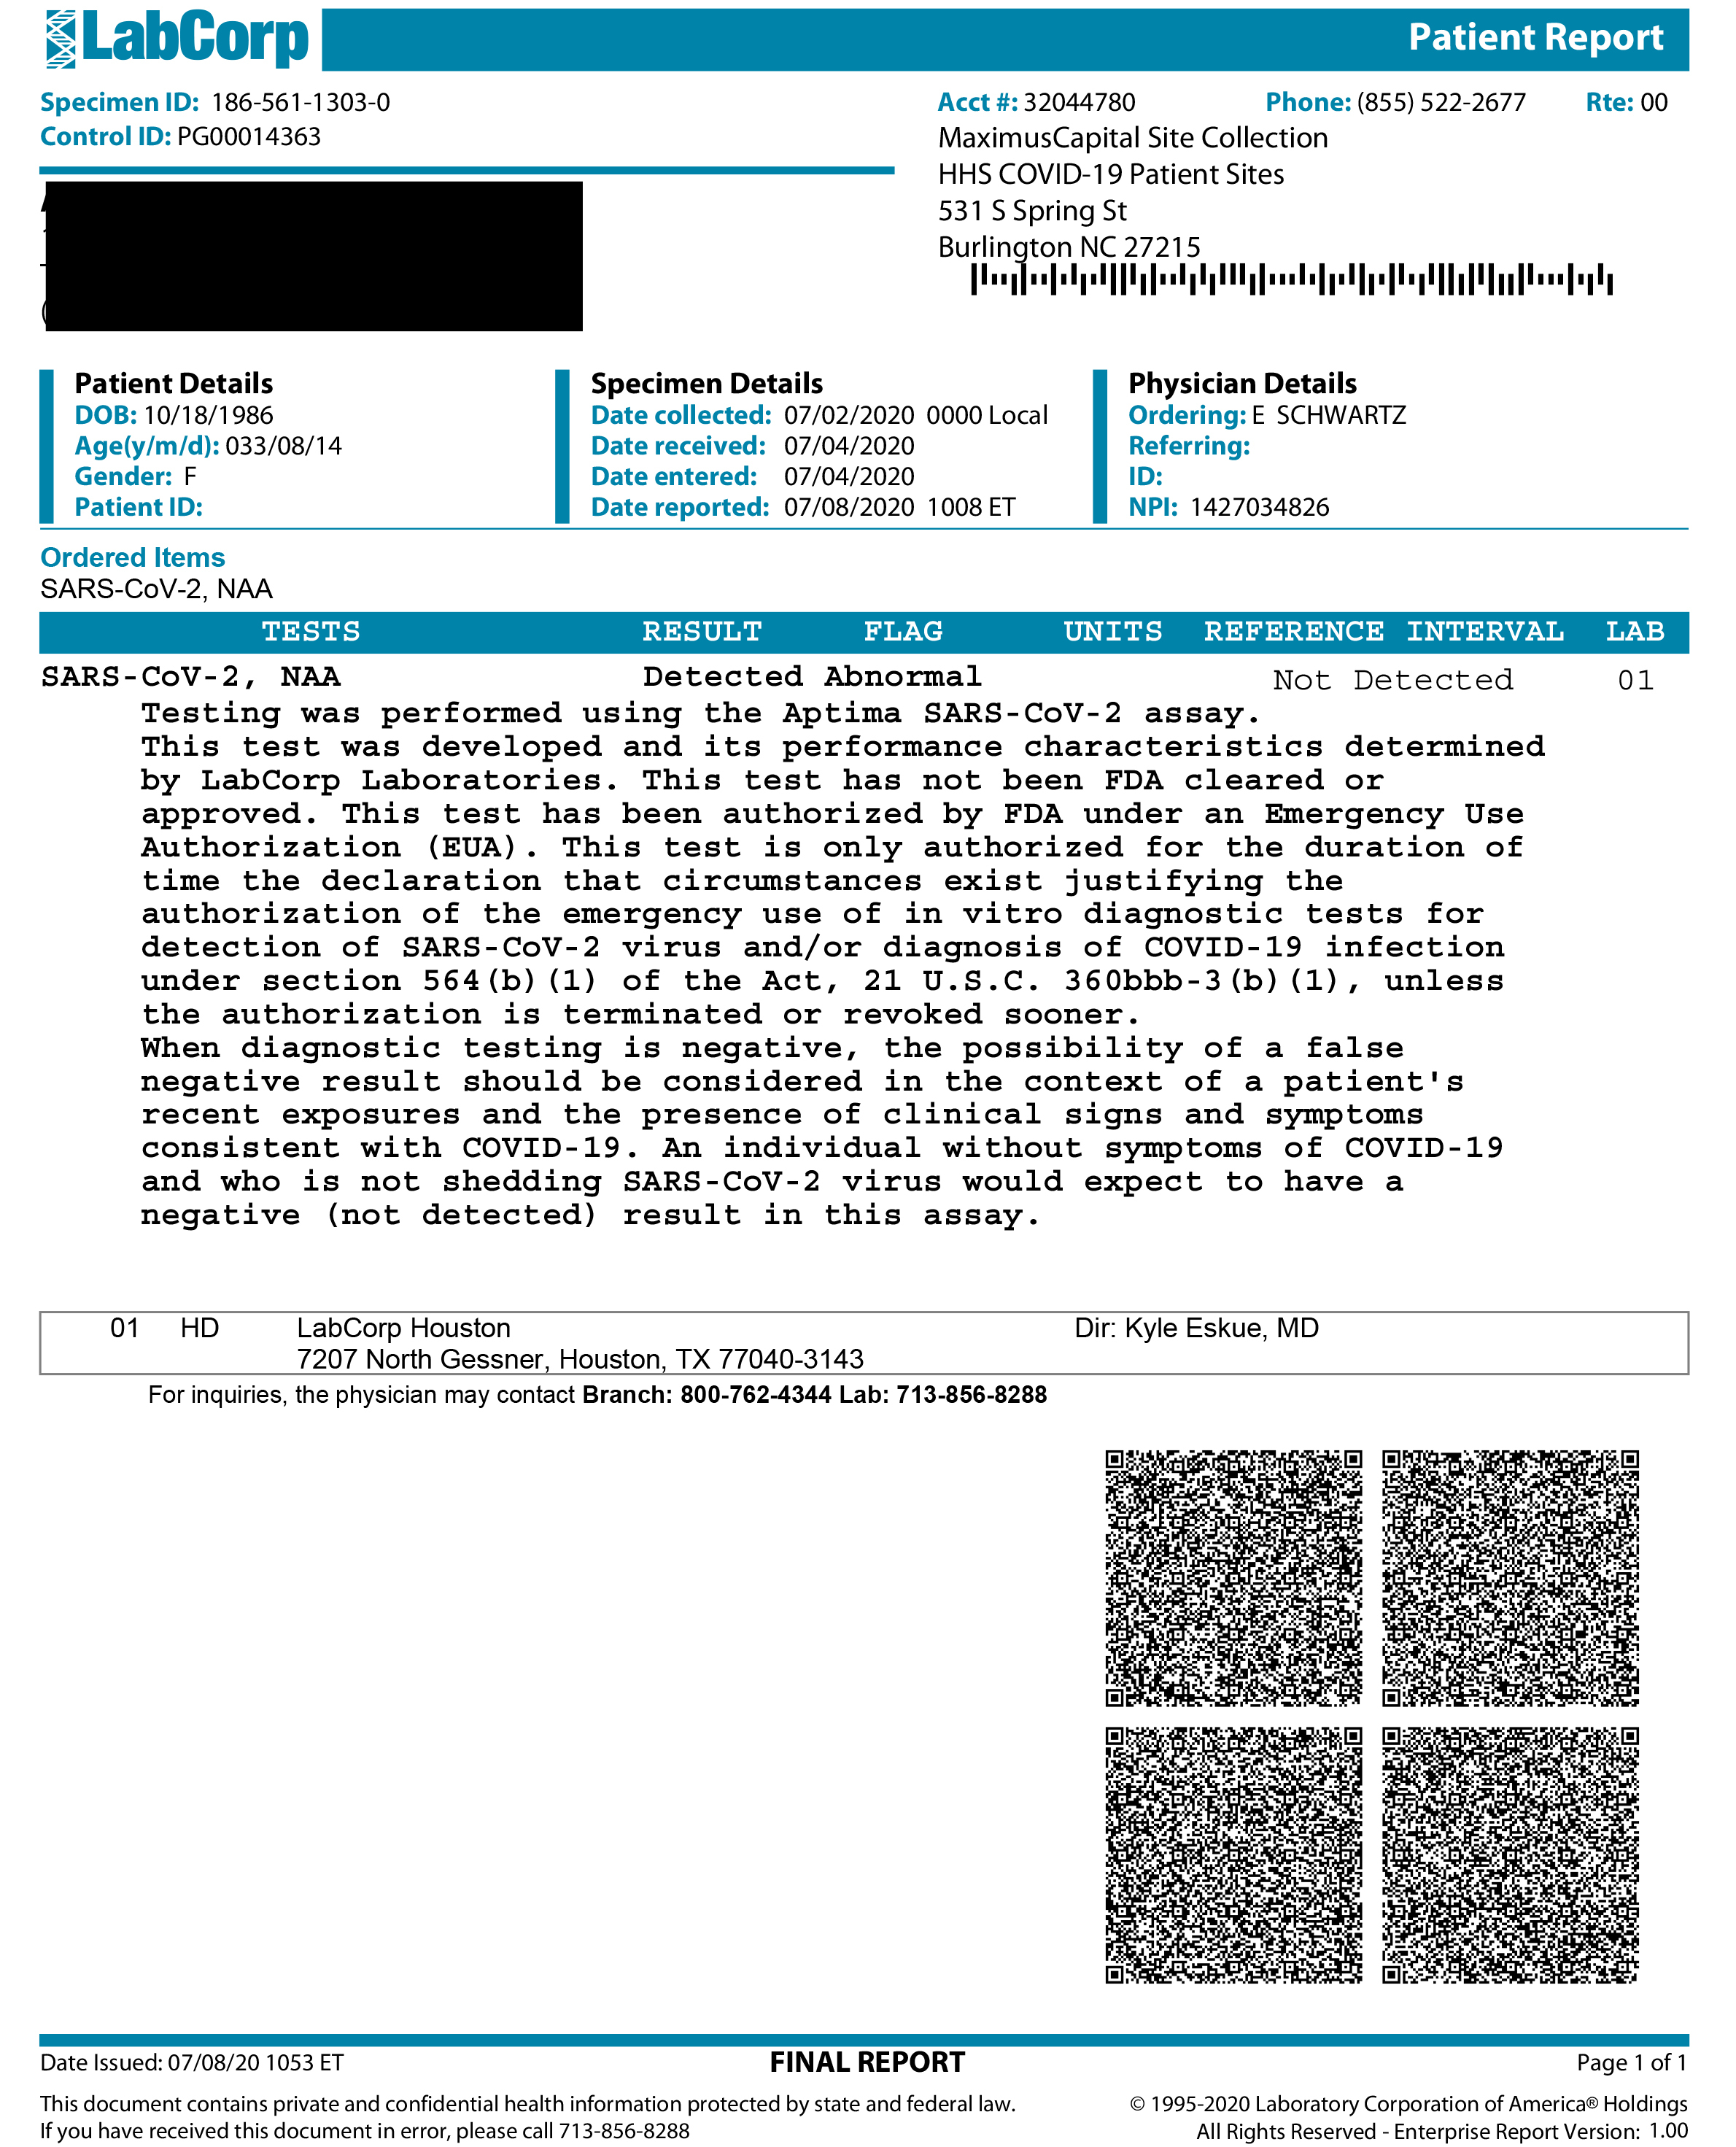 LabCorp
Patient Report
Specimen ID: 186-561-1303-0
Control ID: PG00014363
Acct #: 32044780 Phone: (855) 522-2677 Rte: 00
MaximusCapital Site Collection
HHS COVID-19 Patient Sites
531 S Spring St
Burlington NC 27215
Patient Details
DOB: 10/18/1986
Age(y/m/d): 033/08/14
Gender: F
Patient ID:
Specimen Details
Date collected: 07/02/2020 0000 Local
Date received: 07/04/2020
Date entered: 07/04/2020
Date reported: 07/08/2020 1008 ET
Physician Details
Ordering: E SCHWARTZ
Referring:
ID:
NPI: 1427034826
Ordered Items
SARS-CoV-2, NAA
TESTS RESULT FLAG UNITS REFERENCE INTERVAL LAB
SARS-CoV-2, NAA Detected Abnormal Not Detected 01
Testing was performed using the Aptima SARS-CoV-2 assay.
This test was developed and its performance characteristics determined
by LabCorp Laboratories. This test has not been FDA cleared or
approved. This test has been authorized by FDA under an Emergency Use
Authorization (EUA). This test is only authorized for the duration of
time the declaration that circumstances exist justifying the
authorization of the emergency use of in vitro diagnostic tests for
detection of SARS-CoV-2 virus and/or diagnosis of COVID-19 infection
under section 564(b)(1) of the Act, 21 U.S.C. 360bbb-3(b)(1), unless
the authorization is terminated or revoked sooner.
When diagnostic testing is negative, the possibility of a false
negative result should be considered in the context of a patient's
recent exposures and the presence of clinical signs and symptoms
consistent with COVID-19. An individual without symptoms of COVID-19
and who is not shedding SARS-CoV-2 virus would expect to have a
negative (not detected) result in this assay.
01 HD LabCorp Houston Dir: Kyle Eskue, MD
7207 North Gessner, Houston, TX 77040-3143
For inquiries, the physician may contact Branch: 800-762-4344 Lab: 713-856-8288
Date Issued: 07/08/20 1053 ET FINAL REPORT Page 1 of 1
This document contains private and confidential health information protected by state and federal law.
If you have received this document in error, please call 713-856-8288
© 1995-2020 Laboratory Corporation of America® Holdings
All Rights Reserved - Enterprise Report Version: 1.00